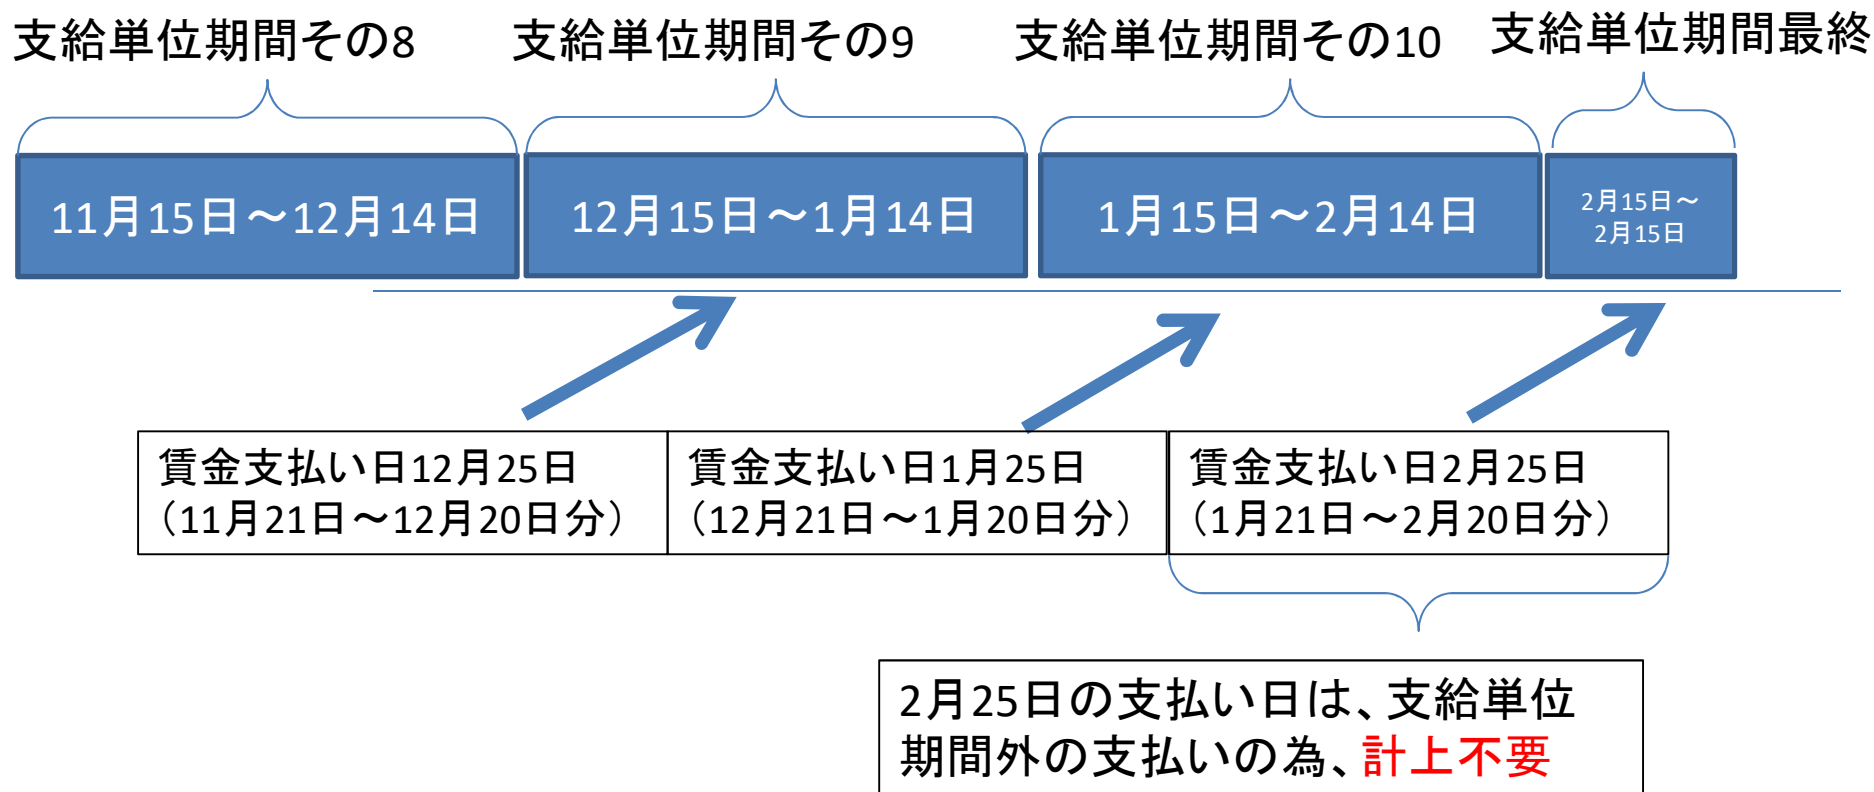 支給単位期間その8
支給単位期間その9
支給単位期間その10
支給単位期間最終
11月15日～12月14日
12月15日～1月14日
1月15日～2月14日
2月15日～
2月15日
賃金支払い日12月25日
（11月21日～12月20日分）
賃金支払い日1月25日
（12月21日～1月20日分）
賃金支払い日2月25日
（1月21日～2月20日分）
2月25日の支払い日は、支給単位
期間外の支払いの為、計上不要